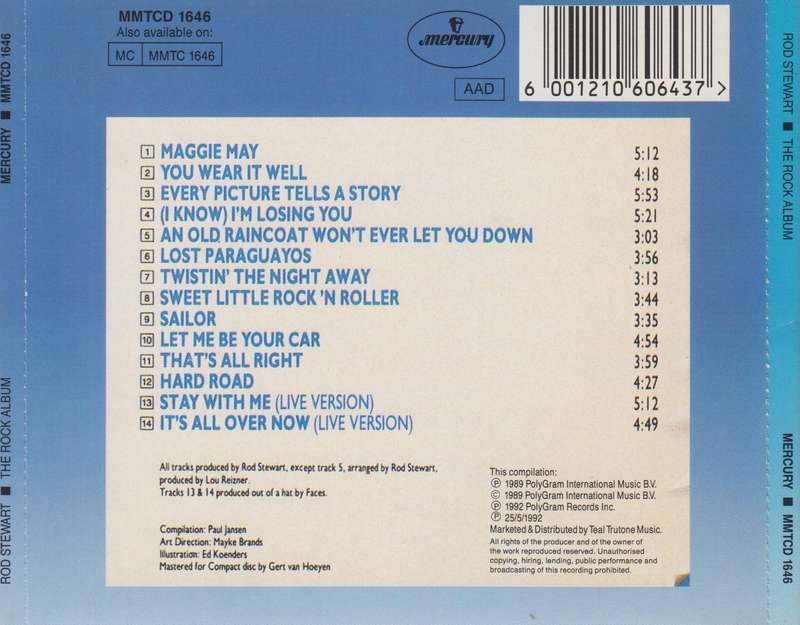 MMTCD 1646
Also available on:
MC MMTC 1646
mercury
AAD
6 001210 606437 >
1 MAGGIE MAY 5:12
2 YOU WEAR IT WELL 4:18
3 EVERY PICTURE TELLS A STORY 5:53
4 (I KNOW) I'M LOSING YOU 5:21
5 AN OLD RAINCOAT WON'T EVER LET YOU DOWN 3:03
6 LOST PARAGUAYOS 3:56
7 TWISTIN' THE NIGHT AWAY 3:13
8 SWEET LITTLE ROCK 'N ROLLER 3:44
9 SAILOR 3:35
10 LET ME BE YOUR CAR 4:54
11 THAT'S ALL RIGHT 3:59
12 HARD ROAD 4:27
13 STAY WITH ME (LIVE VERSION) 5:12
14 IT'S ALL OVER NOW (LIVE VERSION) 4:49
All tracks produced by Rod Stewart, except track 5, arranged by Rod Stewart,
produced by Lou Reizner.
Tracks 13 & 14 produced out of a hat by Faces.
Compilation: Paul Jansen
Art Direction: Mayke Brands
Illustration: Ed Koenders
Mastered for Compact disc by Gert van Hoeyen
This compilation:
℗ 1989 PolyGram International Music B.V.
© 1989 PolyGram International Music B.V.
℗ 1992 PolyGram Records Inc.
℗ 25/5/1992
Marketed & Distributed by Teal Trutone Music.
All rights of the producer and of the owner of
the work reproduced reserved. Unauthorised
copying, hiring, lending, public performance and
broadcasting of this recording prohibited.
ROD STEWART ■ THE ROCK ALBUM MERCURY ■ MMTCD 1646
ROD STEWART ■ THE ROCK ALBUM MERCURY ■ MMTCD 1646